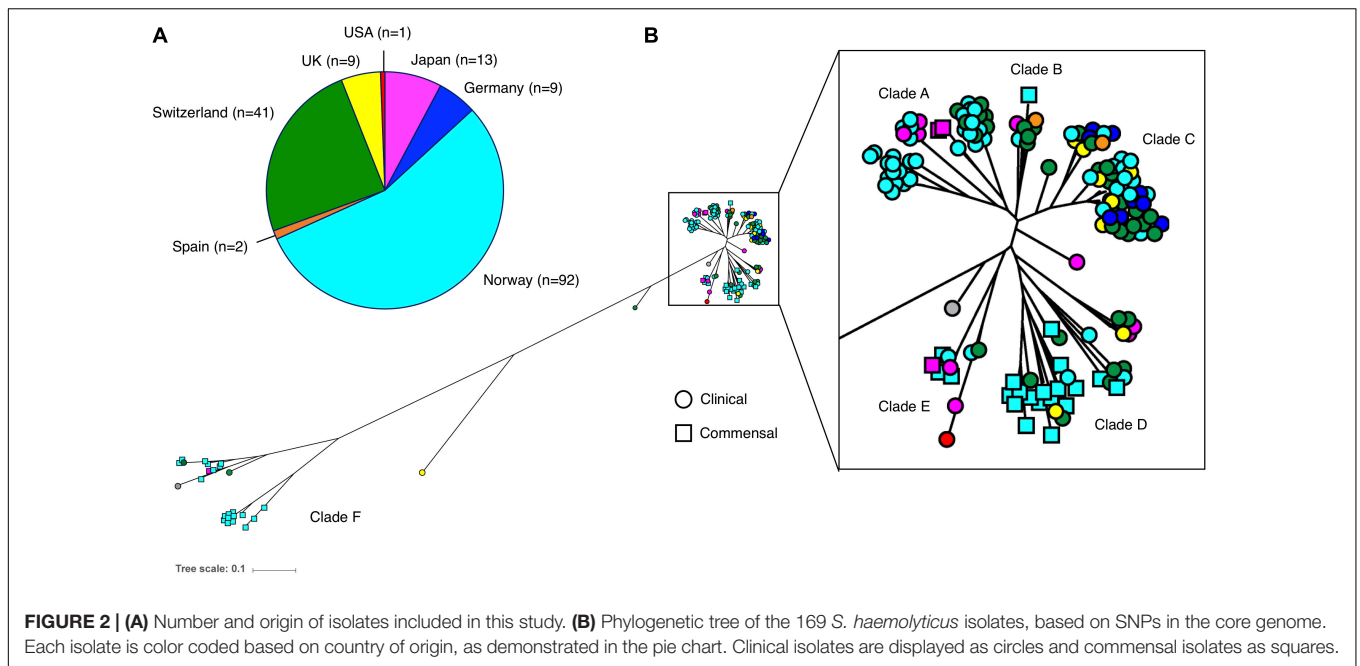 A
B
USA (n=1)
UK (n=9)
Japan (n=13)
Germany (n=9)
Switzerland (n=41)
Spain (n=2)
Norway (n=92)
Clade B
Clade A
Clade C
Clade E
Clade D
Clinical
Commensal
Clade F
Tree scale: 0.1
FIGURE 2 | (A) Number and origin of isolates included in this study. (B) Phylogenetic tree of the 169 S. haemolyticus isolates, based on SNPs in the core genome.
Each isolate is color coded based on country of origin, as demonstrated in the pie chart. Clinical isolates are displayed as circles and commensal isolates as squares.